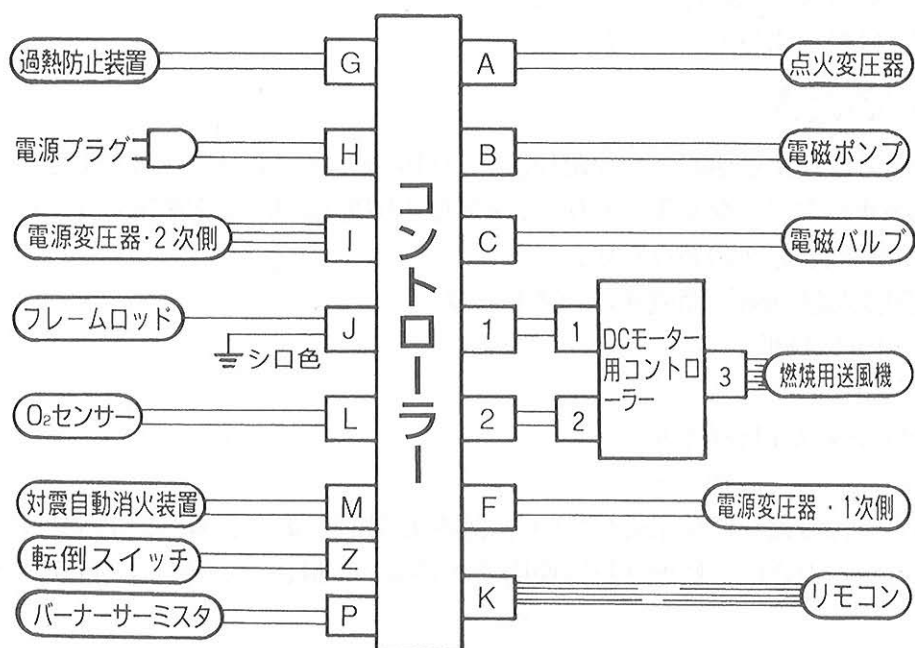 過熱防止装置 G A 点火変圧器
電源プラグ H B 電磁ポンプ
電源変圧器・2次側 I C 電磁バルブ
フレームロッド J 1 1 DCモーター
用コントロ
ーラー 3 燃焼用送風機
シロ色
O₂センサー L 2 2
対震自動消火装置 M F 電源変圧器・1次側
転倒スイッチ Z
K リモコン
バーナーサーミスタ P
コントローラー